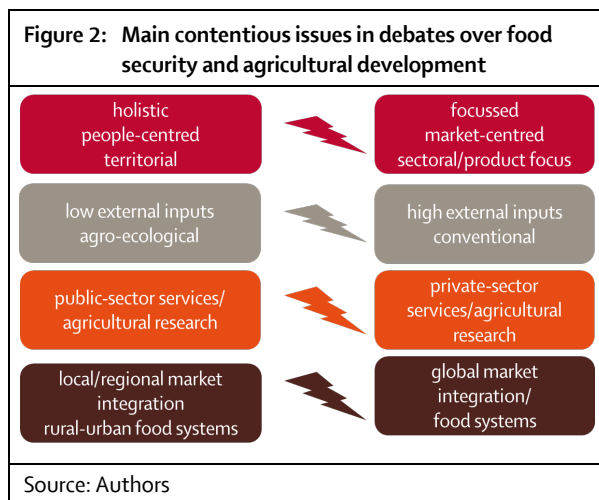 Figure 2: Main contentious issues in debates over food
security and agricultural development
holistic
people-centred
territorial
focussed
market-centred
sectoral/product focus
low external inputs
agro-ecological
high external inputs
conventional
public-sector services/
agricultural research
private-sector
services/agricultural
research
local/regional market
integration
rural-urban food systems
global market
integration/
food systems
Source: Authors